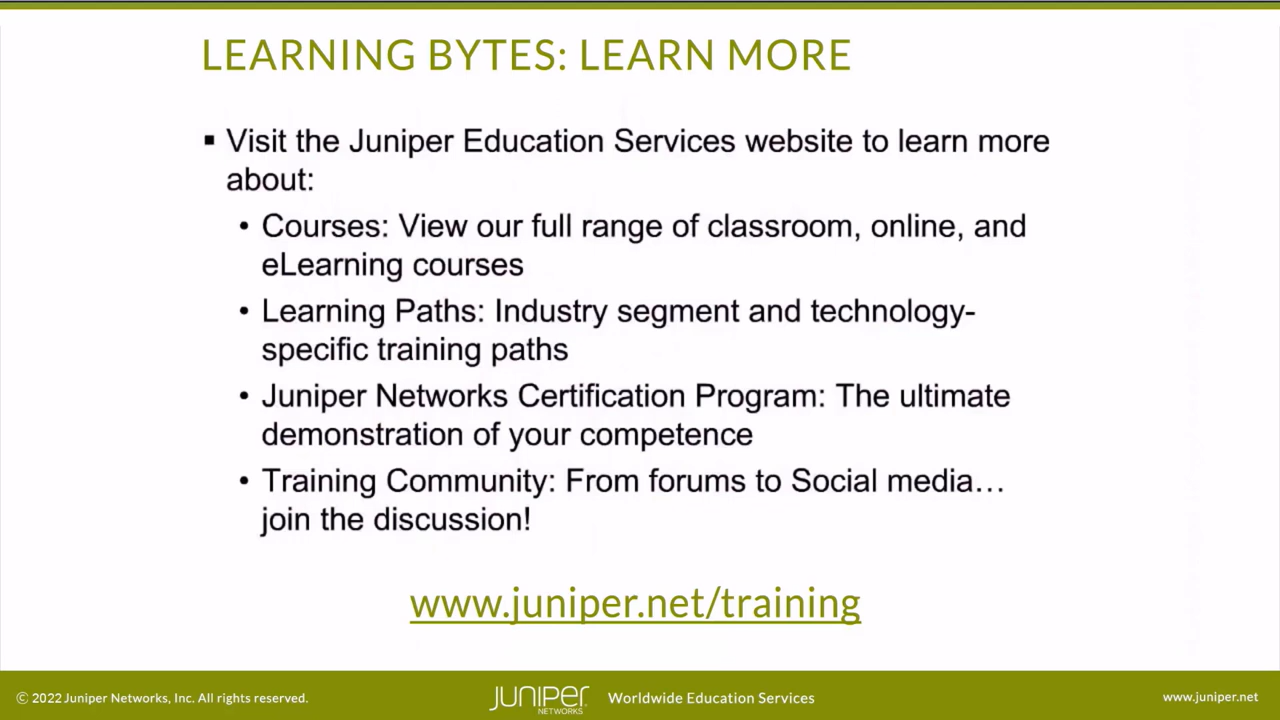 LEARNING BYTES: LEARN MORE
▪ Visit the Juniper Education Services website to learn more
about:
• Courses: View our full range of classroom, online, and
eLearning courses
• Learning Paths: Industry segment and technology-
specific training paths
• Juniper Networks Certification Program: The ultimate
demonstration of your competence
• Training Community: From forums to Social media…
join the discussion!
www.juniper.net/training
© 2022 Juniper Networks, Inc. All rights reserved.
JUNIPER
NETWORKS
Worldwide Education Services
www.juniper.net